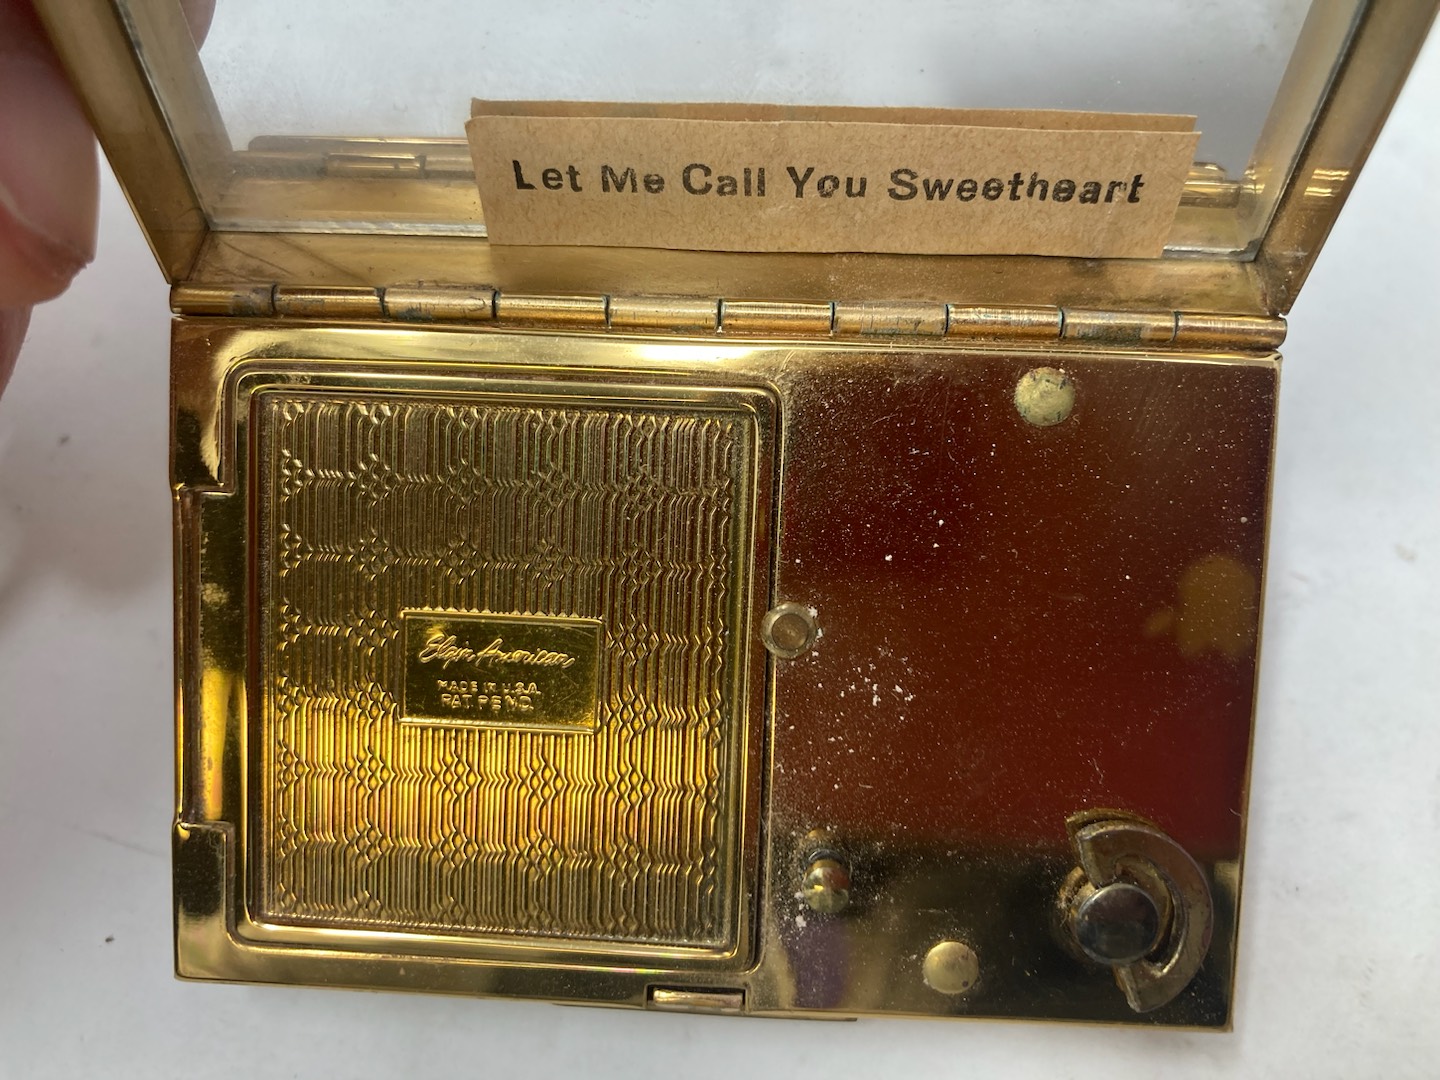 Let Me Call You Sweetheart
Elgin American
MADE IN U.S.A.
PAT. PEND.